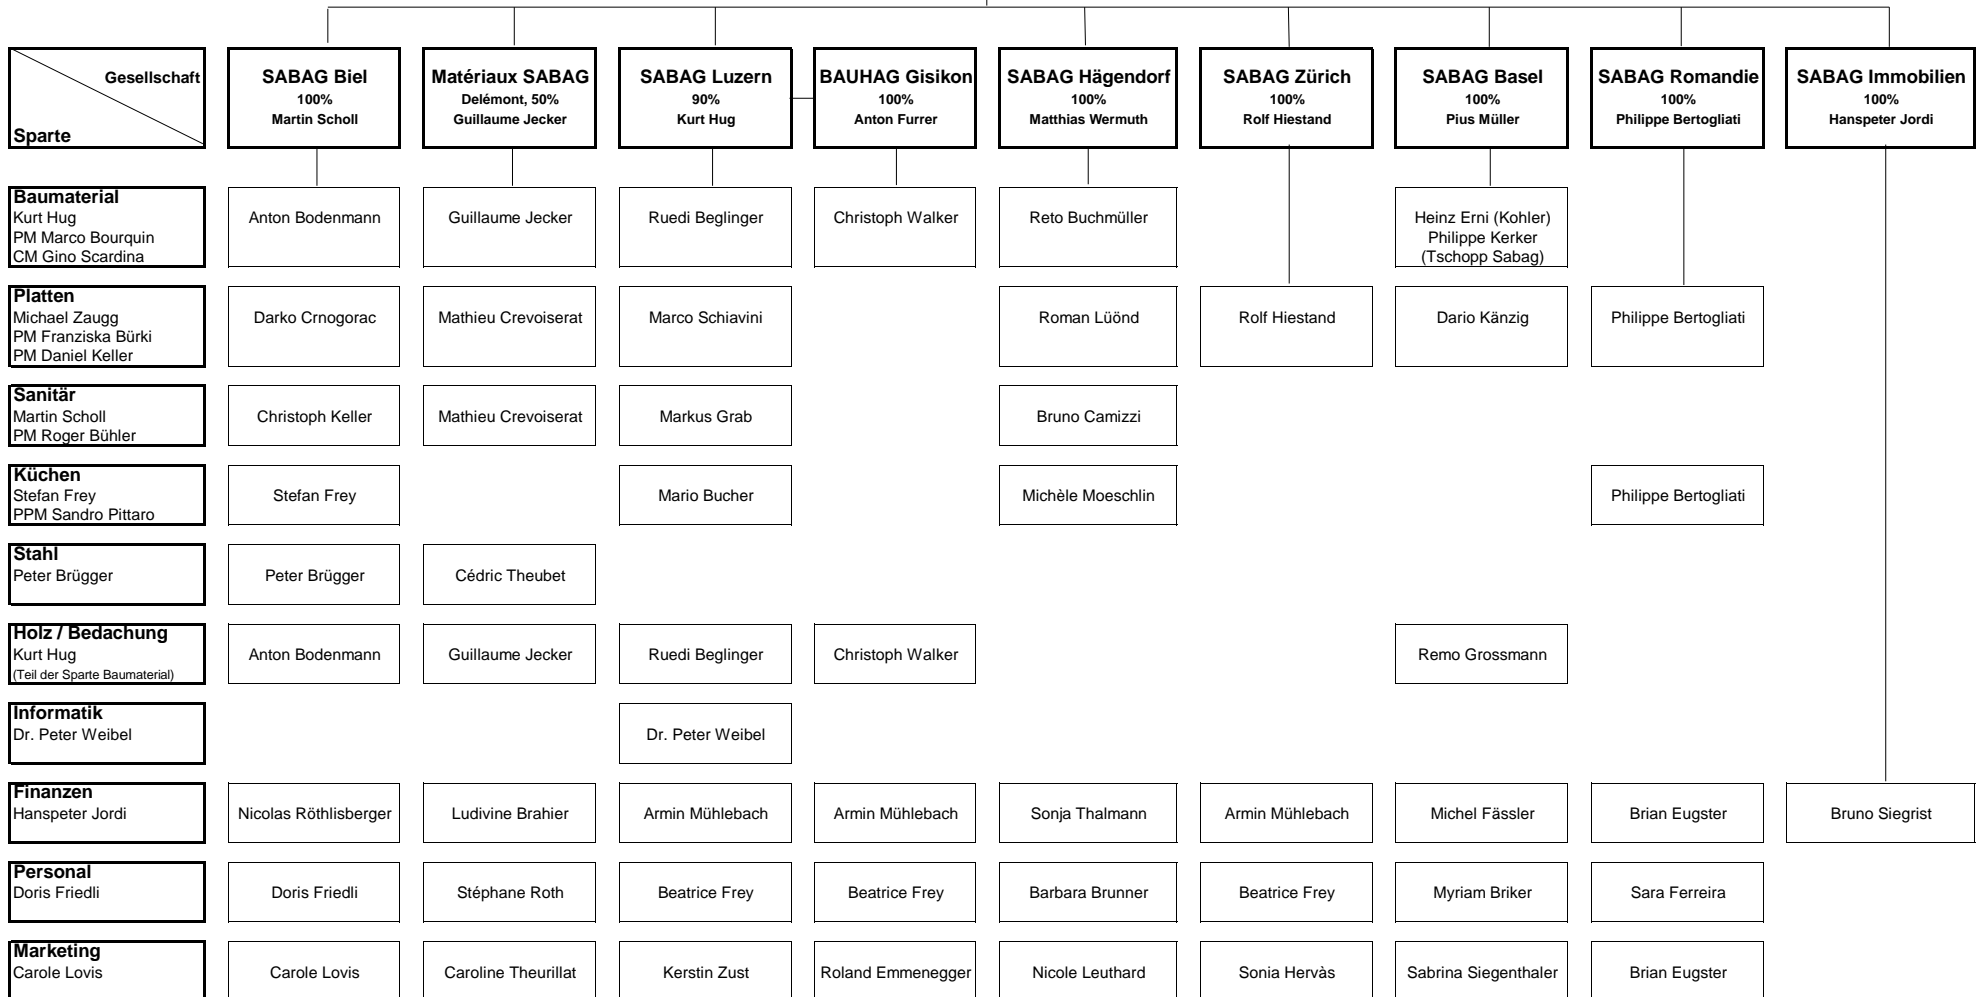 Gesellschaft
Sparte
SABAG Biel
100%
Martin Scholl
Matériaux SABAG
Delémont, 50%
Guillaume Jecker
SABAG Luzern
90%
Kurt Hug
BAUHAG Gisikon
100%
Anton Furrer
SABAG Hägendorf
100%
Matthias Wermuth
SABAG Zürich
100%
Rolf Hiestand
SABAG Basel
100%
Pius Müller
SABAG Romandie
100%
Philippe Bertogliati
SABAG Immobilien
100%
Hanspeter Jordi
Baumaterial
Kurt Hug
PM Marco Bourquin
CM Gino Scardina
Anton Bodenmann
Guillaume Jecker
Ruedi Beglinger
Christoph Walker
Reto Buchmüller
Heinz Erni (Kohler)
Philippe Kerker
(Tschopp Sabag)
Platten
Michael Zaugg
PM Franziska Bürki
PM Daniel Keller
Darko Crnogorac
Mathieu Crevoiserat
Marco Schiavini
Roman Lüönd
Rolf Hiestand
Dario Känzig
Philippe Bertogliati
Sanitär
Martin Scholl
PM Roger Bühler
Christoph Keller
Mathieu Crevoiserat
Markus Grab
Bruno Camizzi
Küchen
Stefan Frey
PPM Sandro Pittaro
Stefan Frey
Mario Bucher
Michèle Moeschlin
Philippe Bertogliati
Stahl
Peter Brügger
Peter Brügger
Cédric Theubet
Holz / Bedachung
Kurt Hug
(Teil der Sparte Baumaterial)
Anton Bodenmann
Guillaume Jecker
Ruedi Beglinger
Christoph Walker
Remo Grossmann
Informatik
Dr. Peter Weibel
Dr. Peter Weibel
Finanzen
Hanspeter Jordi
Nicolas Röthlisberger
Ludivine Brahier
Armin Mühlebach
Armin Mühlebach
Sonja Thalmann
Armin Mühlebach
Michel Fässler
Brian Eugster
Bruno Siegrist
Personal
Doris Friedli
Doris Friedli
Stéphane Roth
Beatrice Frey
Beatrice Frey
Barbara Brunner
Beatrice Frey
Myriam Briker
Sara Ferreira
Marketing
Carole Lovis
Carole Lovis
Caroline Theurillat
Kerstin Zust
Roland Emmenegger
Nicole Leuthard
Sonia Hervàs
Sabrina Siegenthaler
Brian Eugster